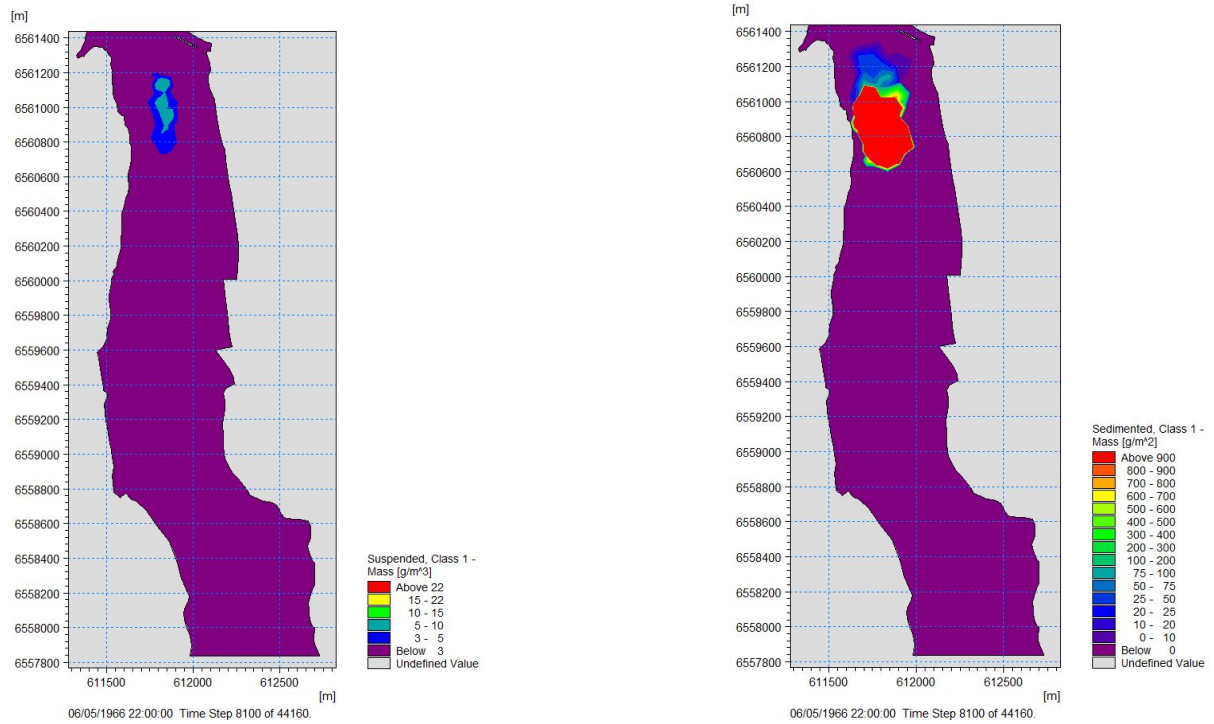 [m]
6561400
6561200
6561000
6560800
6560600
6560400
6560200
6560000
6559800
6559600
6559400
6559200
6559000
6558800
6558600
6558400
6558200
6558000
6557800
611500 612000 612500
[m]
06/05/1966 22:00:00 Time Step 8100 of 44160.
Suspended, Class 1 -
Mass [g/m^3]
Above 22
15 - 22
10 - 15
5 - 10
3 - 5
Below 3
Undefined Value
[m]
6561400
6561200
6561000
6560800
6560600
6560400
6560200
6560000
6559800
6559600
6559400
6559200
6559000
6558800
6558600
6558400
6558200
6558000
6557800
611500 612000 612500
[m]
06/05/1966 22:00:00 Time Step 8100 of 44160.
Sedimented, Class 1 -
Mass [g/m^2]
Above 900
800 - 900
700 - 800
600 - 700
500 - 600
400 - 500
300 - 400
200 - 300
100 - 200
75 - 100
50 - 75
25 - 50
20 - 25
10 - 20
0 - 10
Below 0
Undefined Value